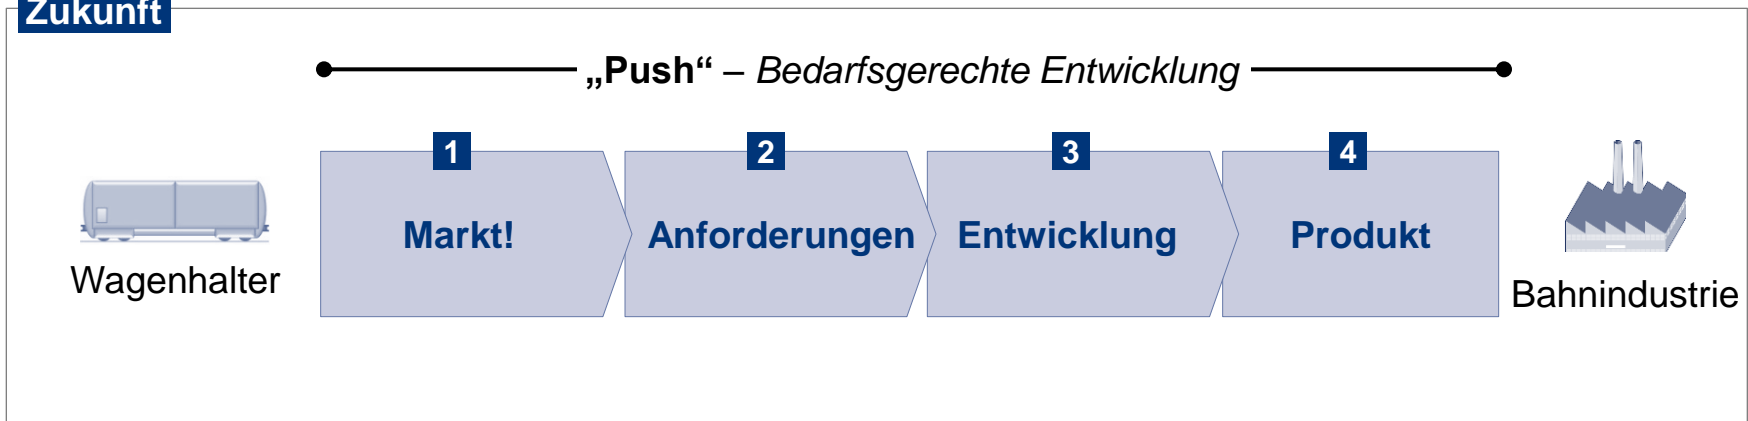 Zukunft
„Push“ – Bedarfsgerechte Entwicklung
1
2
3
4
Markt!
Anforderungen
Entwicklung
Produkt
Wagenhalter
Bahnindustrie